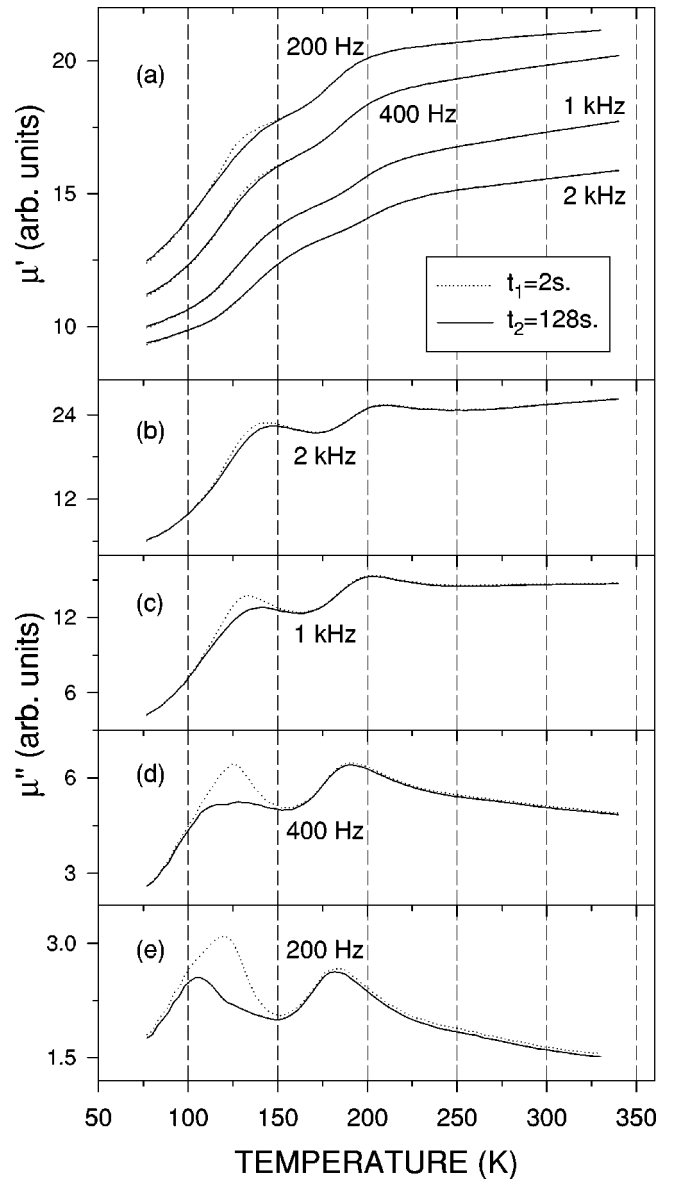 20
15
10
μ' (arb. units)
(a)
200 Hz
400 Hz
1 kHz
2 kHz
t₁=2s.
t₂=128s.
24
12
(b)
2 kHz
12
6
(c)
1 kHz
μ" (arb. units)
6
3
(d)
400 Hz
3.0
1.5
(e)
200 Hz
50 100 150 200 250 300 350
TEMPERATURE (K)